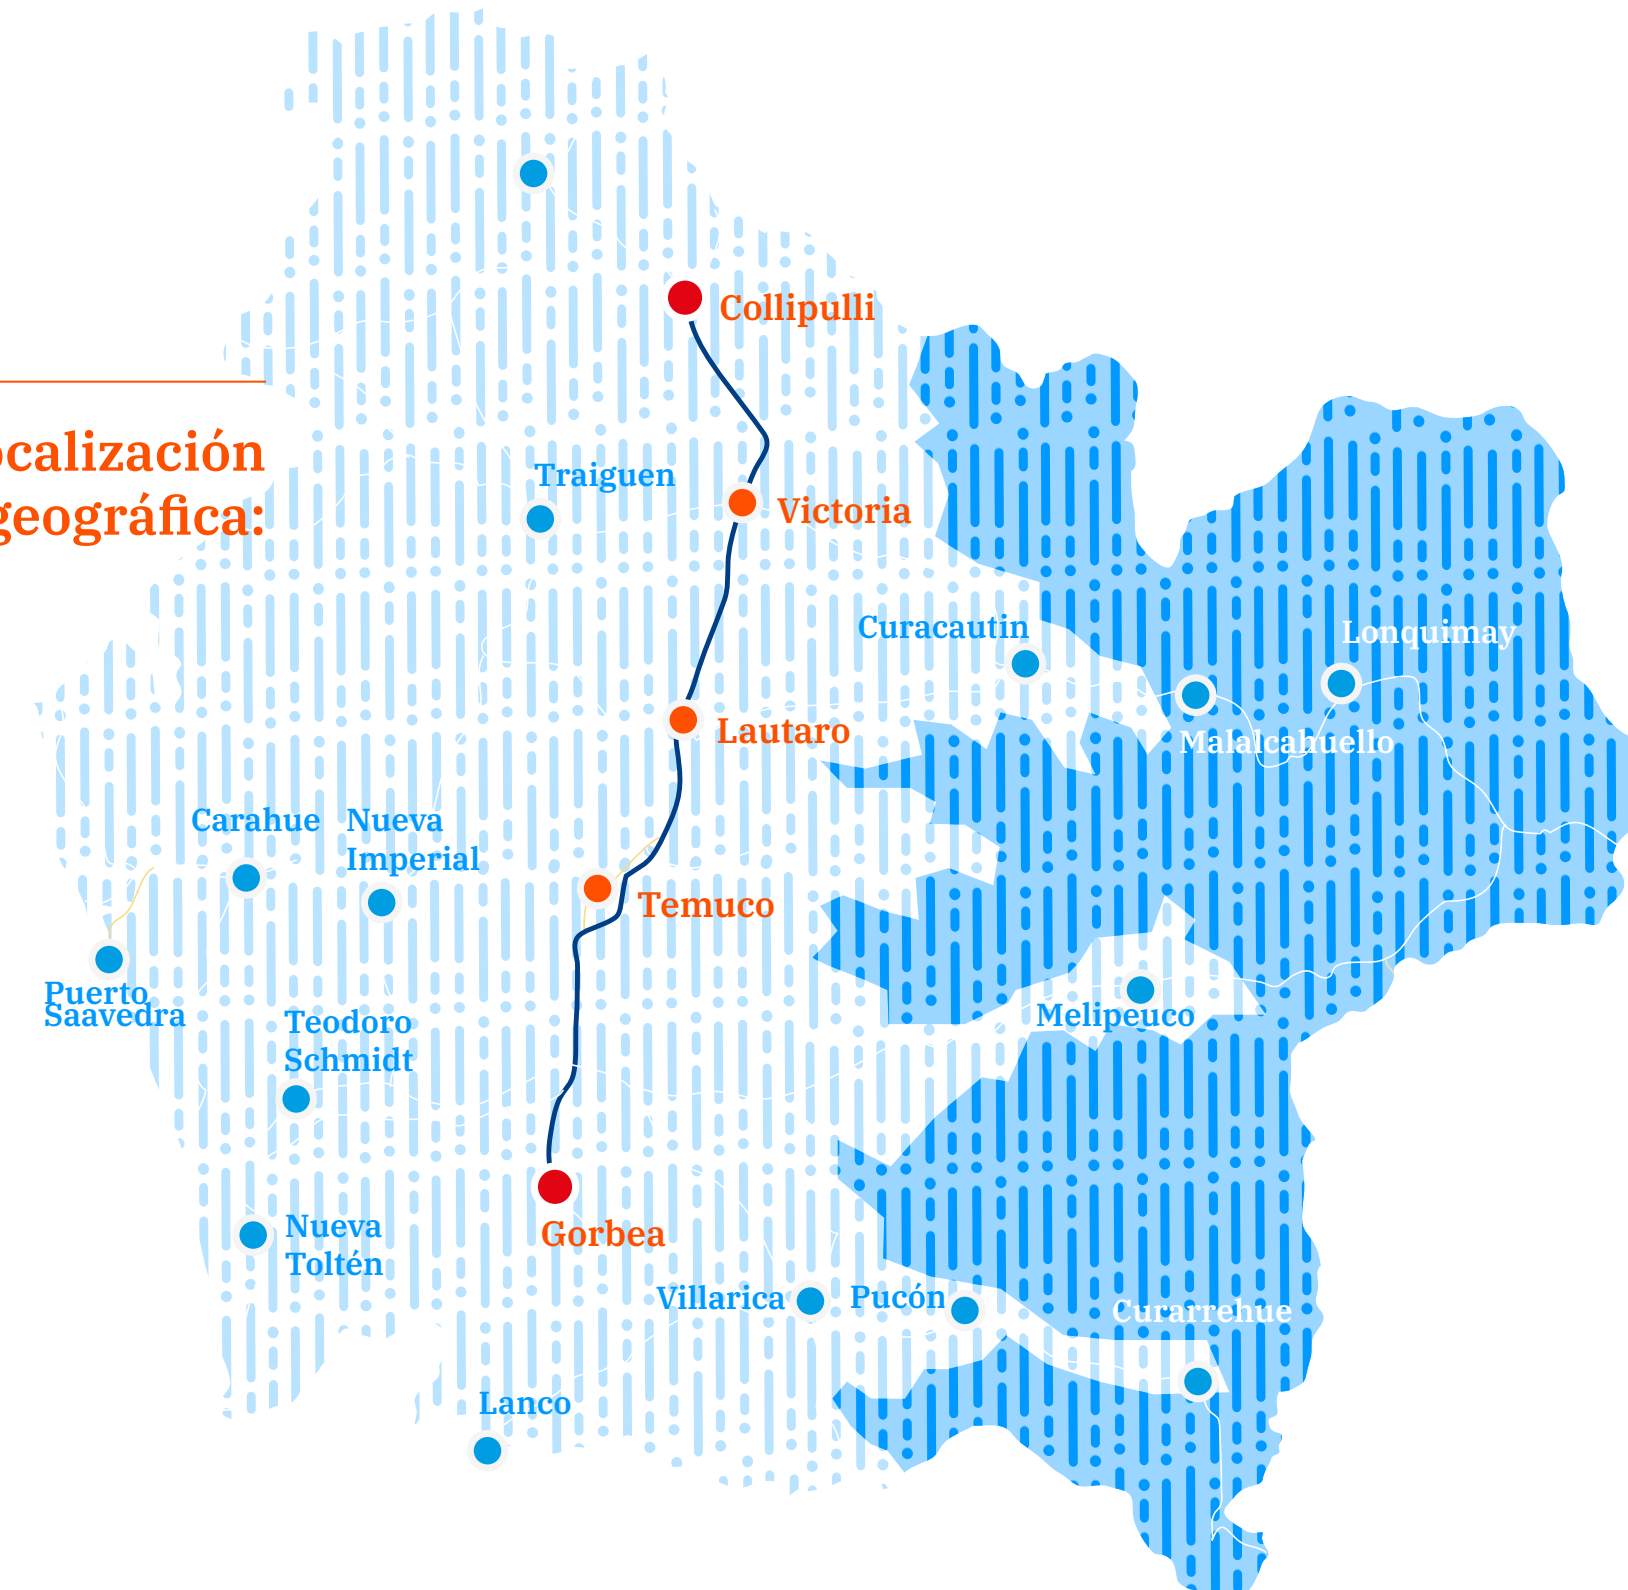 Collipulli
ocalización
geográfica:
Traiguen
Victoria
Curacautin
Lonquimay
Lautaro
Malalcahuello
Carahue
Nueva
Imperial
Temuco
Puerto
Saavedra
Melipeuco
Teodoro
Schmidt
Nueva
Toltén
Gorbea
Villarica
Pucón
Curarrehue
Lanco